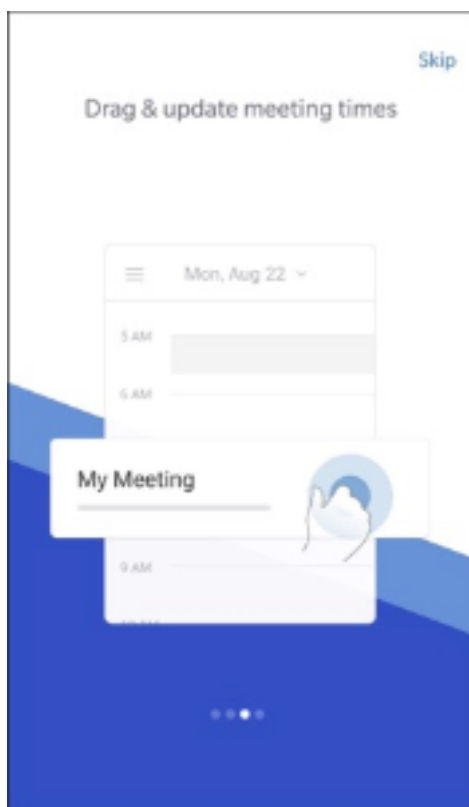 Skip
Drag & update meeting times
Mon, Aug 22
5 AM
6 AM
My Meeting
9 AM